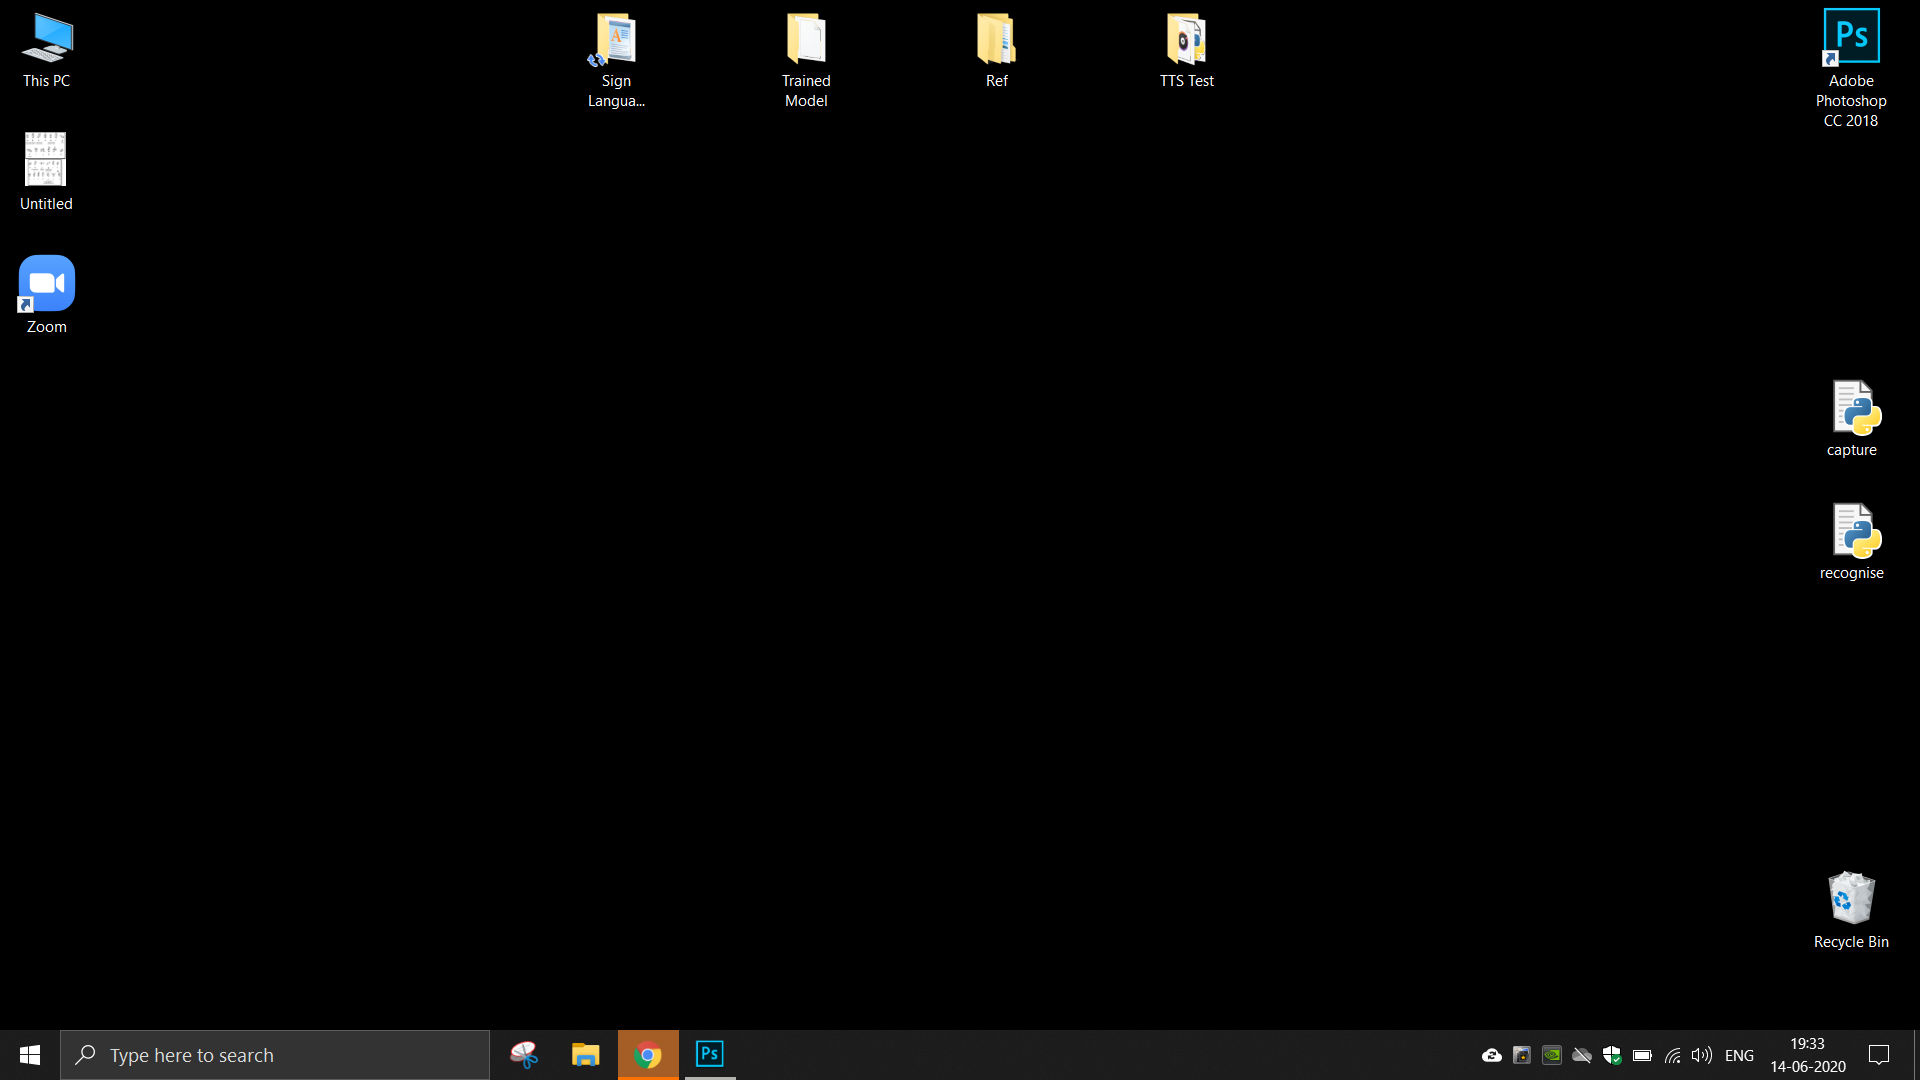 This PC
Untitled
Zoom
Sign
Langua...
Trained
Model
Ref
TTS Test
Ps
Adobe
Photoshop
CC 2018
capture
recognise
Recycle Bin
Type here to search
Ps
ENG
19:33
14-06-2020